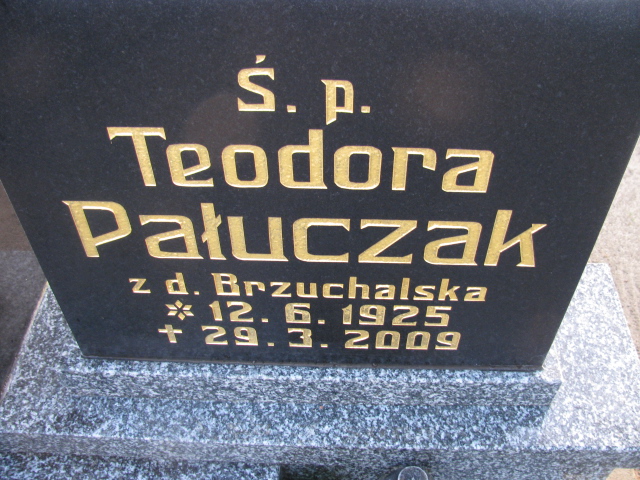 Ś. p.
Teodora
Pałuczak
z d. Brzuchalska
* 12. 6. 1925
† 29. 3. 2009